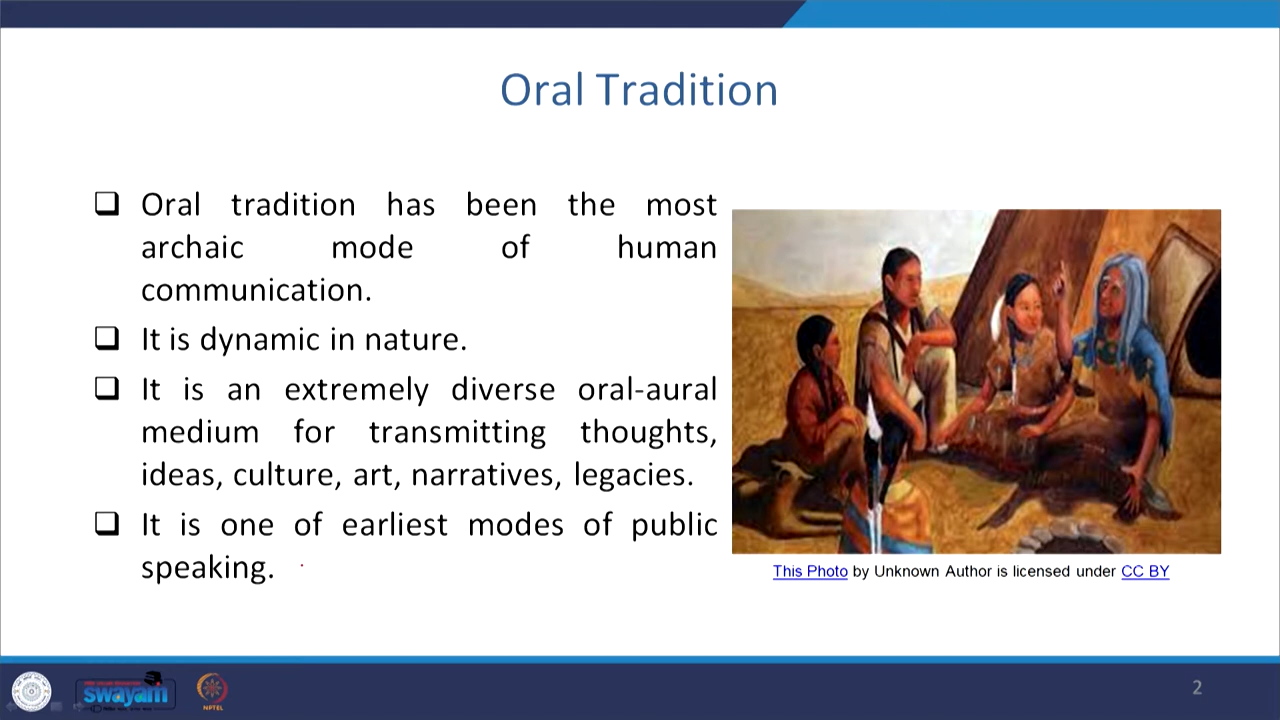 Oral Tradition
Oral tradition has been the most
archaic mode of human
communication.
It is dynamic in nature.
It is an extremely diverse oral-aural
medium for transmitting thoughts,
ideas, culture, art, narratives, legacies.
It is one of earliest modes of public
speaking.
This Photo by Unknown Author is licensed under CC BY
swayam
NPTEL
2